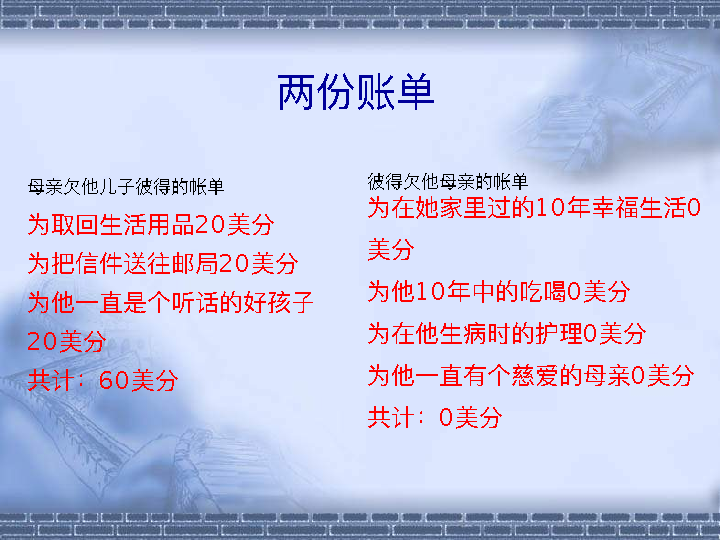 两份账单
母亲欠他儿子彼得的帐单
为取回生活用品20美分
为把信件送往邮局20美分
为他一直是个听话的好孩子
20美分
共计：60美分
彼得欠他母亲的帐单
为在她家里过的10年幸福生活0
美分
为他10年中的吃喝0美分
为在他生病时的护理0美分
为他一直有个慈爱的母亲0美分
共计：0美分